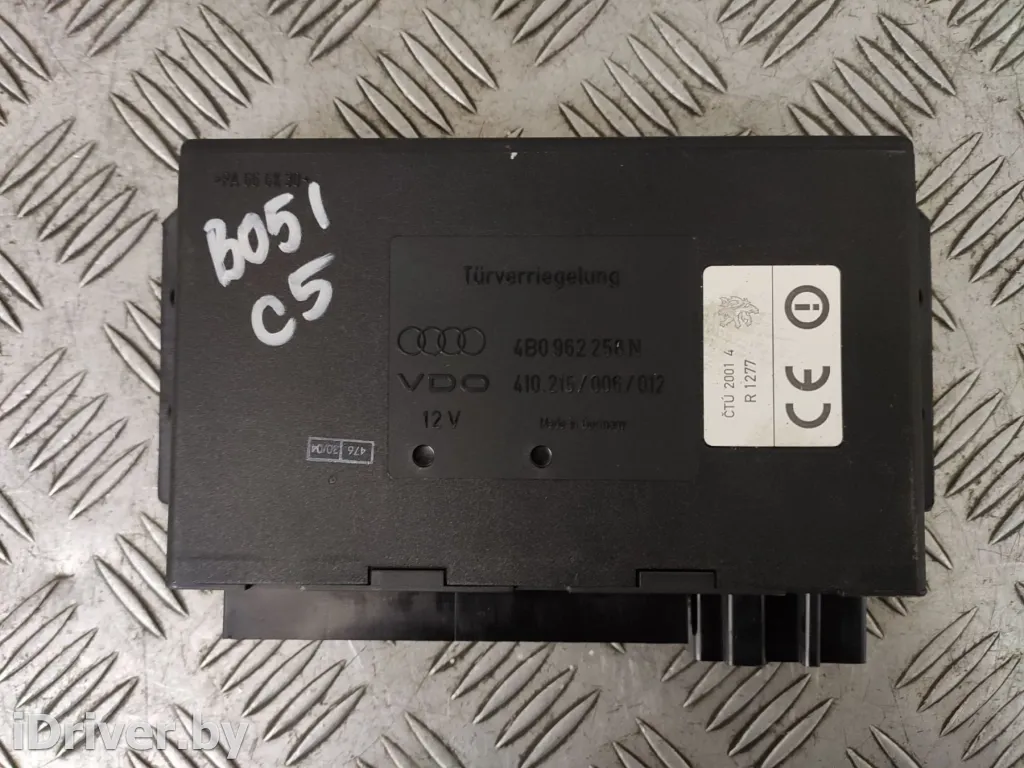 B051
C5
Türverriegelung
4B0 962 258 N
VDO
410.215/006/012
12 V
Made in Germany
476
30/04
ČTÚ 2001 4
R 1277
CE
iDriver.by